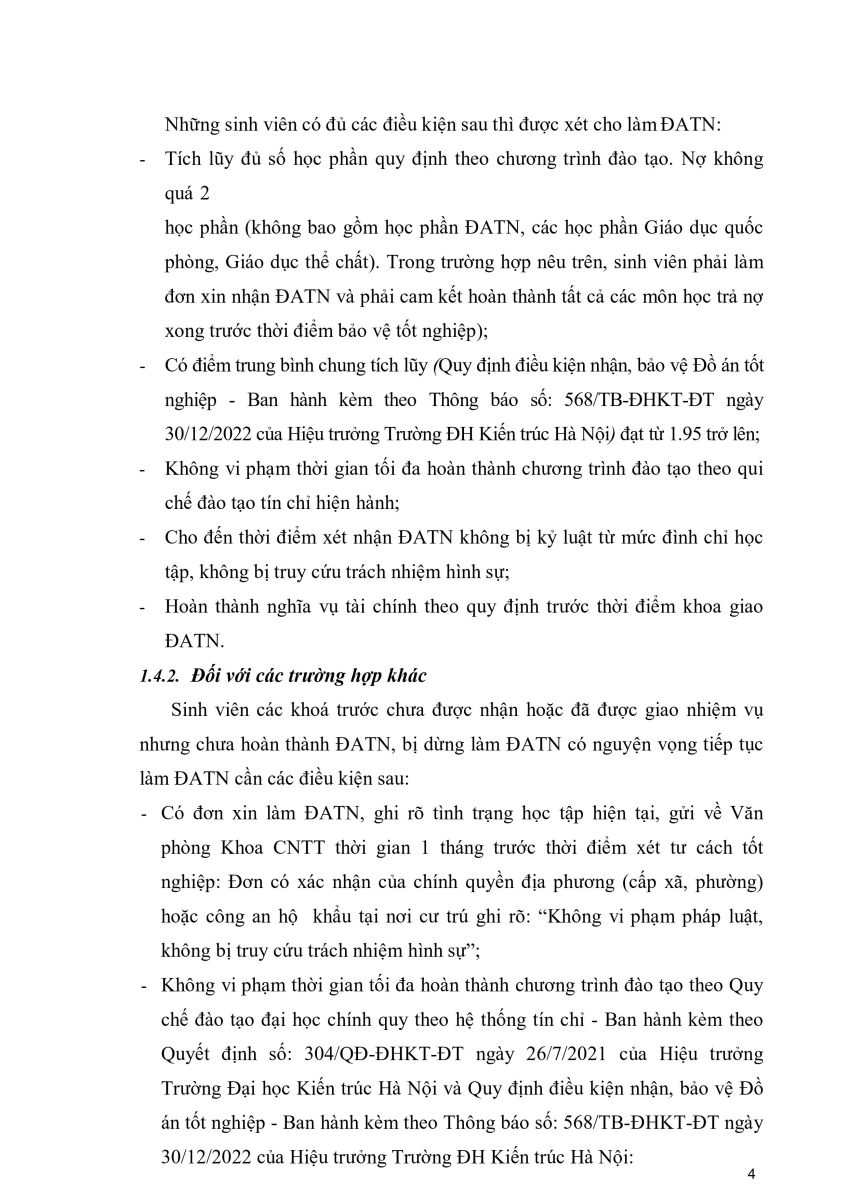 Những sinh viên có đủ các điều kiện sau thì được xét cho làm ĐATN:
- Tích lũy đủ số học phần quy định theo chương trình đào tạo. Nợ không
quá 2
học phần (không bao gồm học phần ĐATN, các học phần Giáo dục quốc
phòng, Giáo dục thể chất). Trong trường hợp nêu trên, sinh viên phải làm
đơn xin nhận ĐATN và phải cam kết hoàn thành tất cả các môn học trả nợ
xong trước thời điểm bảo vệ tốt nghiệp);
- Có điểm trung bình chung tích lũy (Quy định điều kiện nhận, bảo vệ Đồ án tốt
nghiệp - Ban hành kèm theo Thông báo số: 568/TB-ĐHKT-ĐT ngày
30/12/2022 của Hiệu trưởng Trường ĐH Kiến trúc Hà Nội) đạt từ 1.95 trở lên;
- Không vi phạm thời gian tối đa hoàn thành chương trình đào tạo theo qui
chế đào tạo tín chỉ hiện hành;
- Cho đến thời điểm xét nhận ĐATN không bị kỷ luật từ mức đình chỉ học
tập, không bị truy cứu trách nhiệm hình sự;
- Hoàn thành nghĩa vụ tài chính theo quy định trước thời điểm khoa giao
ĐATN.
1.4.2. Đối với các trường hợp khác
Sinh viên các khoá trước chưa được nhận hoặc đã được giao nhiệm vụ
nhưng chưa hoàn thành ĐATN, bị dừng làm ĐATN có nguyện vọng tiếp tục
làm ĐATN cần các điều kiện sau:
- Có đơn xin làm ĐATN, ghi rõ tình trạng học tập hiện tại, gửi về Văn
phòng Khoa CNTT thời gian 1 tháng trước thời điểm xét tư cách tốt
nghiệp: Đơn có xác nhận của chính quyền địa phương (cấp xã, phường)
hoặc công an hộ khẩu tại nơi cư trú ghi rõ: “Không vi phạm pháp luật,
không bị truy cứu trách nhiệm hình sự”;
- Không vi phạm thời gian tối đa hoàn thành chương trình đào tạo theo Quy
chế đào tạo đại học chính quy theo hệ thống tín chỉ - Ban hành kèm theo
Quyết định số: 304/QĐ-ĐHKT-ĐT ngày 26/7/2021 của Hiệu trưởng
Trường Đại học Kiến trúc Hà Nội và Quy định điều kiện nhận, bảo vệ Đồ
án tốt nghiệp - Ban hành kèm theo Thông báo số: 568/TB-ĐHKT-ĐT ngày
30/12/2022 của Hiệu trưởng Trường ĐH Kiến trúc Hà Nội:
4